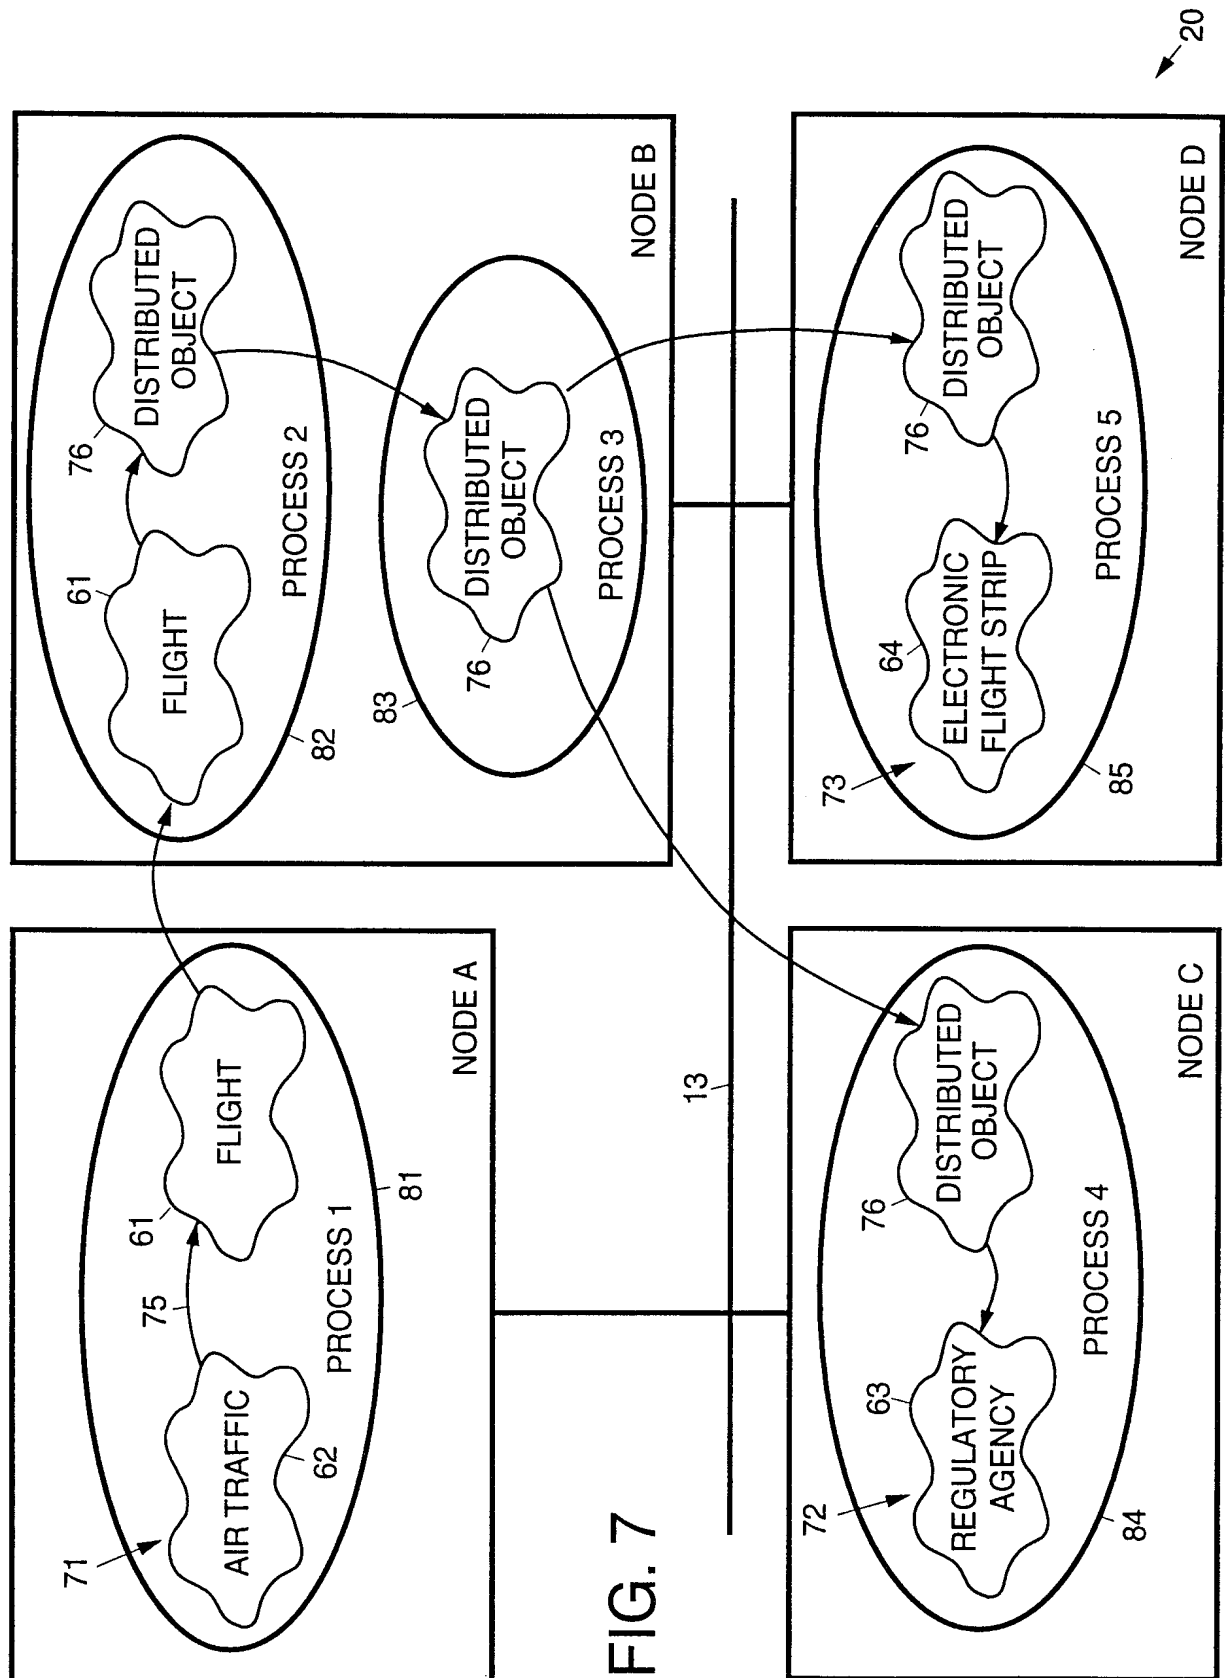 20
71
AIR TRAFFIC
62
75
61
FLIGHT
PROCESS 1
81
NODE A
61
FLIGHT
76
DISTRIBUTED
OBJECT
PROCESS 2
82
83
76
DISTRIBUTED
OBJECT
PROCESS 3
NODE B
13
72
63
REGULATORY
AGENCY
76
DISTRIBUTED
OBJECT
PROCESS 4
84
NODE C
73
64
ELECTRONIC
FLIGHT STRIP
76
DISTRIBUTED
OBJECT
PROCESS 5
85
NODE D
FIG. 7